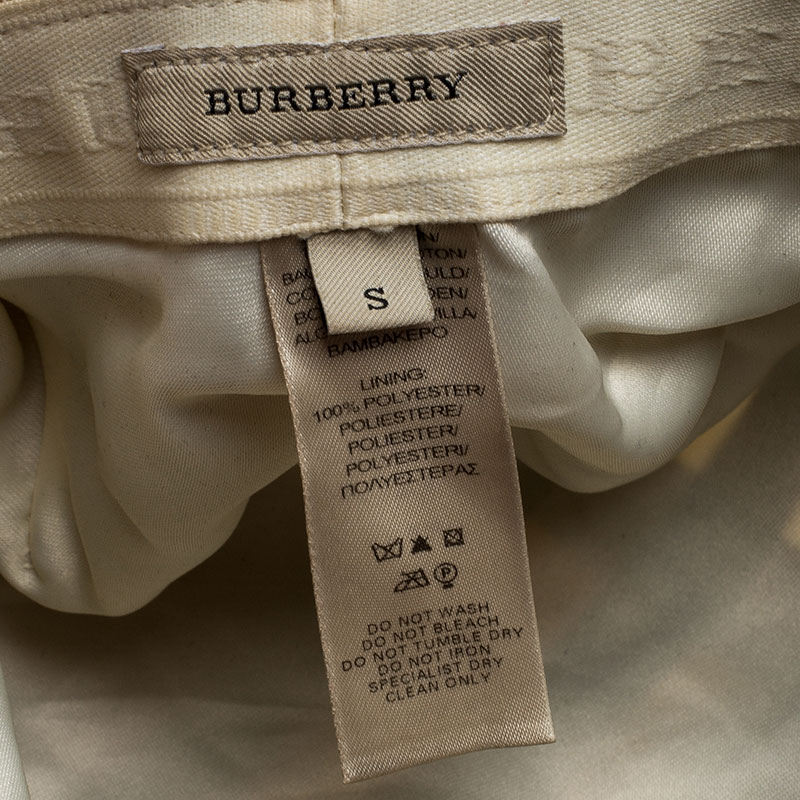 BURBERRY
S
BAMBAKEPO
LINING:
100% POLYESTER/
POLIESTERE/
POLIESTER/
POLYESTERI/
ΠΟΛΥΕΣΤΕΡΑΣ
P
DO NOT WASH
DO NOT BLEACH
DO NOT TUMBLE DRY
DO NOT IRON
SPECIALIST DRY
CLEAN ONLY